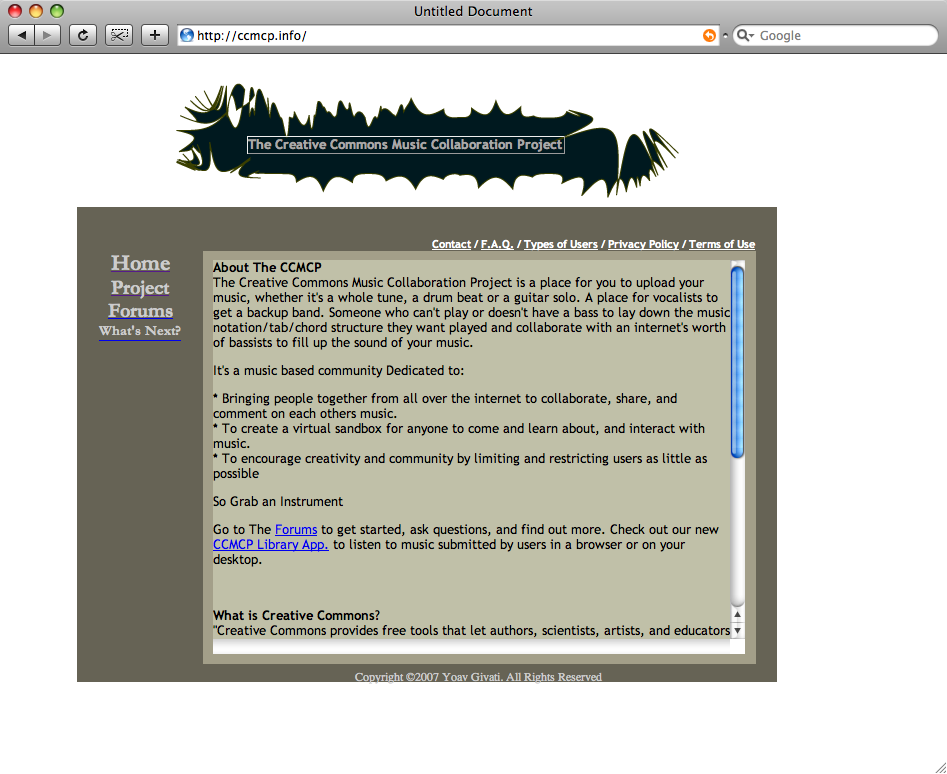 Untitled Document
http://ccmcp.info/
Google
The Creative Commons Music Collaboration Project
Contact / F.A.Q. / Types of Users / Privacy Policy / Terms of Use
Home
Project
Forums
What's Next?
About The CCMCP
The Creative Commons Music Collaboration Project is a place for you to upload your
music, whether it's a whole tune, a drum beat or a guitar solo. A place for vocalists to
get a backup band. Someone who can't play or doesn't have a bass to lay down the music
notation/tab/chord structure they want played and collaborate with an internet's worth
of bassists to fill up the sound of your music.
It's a music based community Dedicated to:
* Bringing people together from all over the internet to collaborate, share, and
comment on each others music.
* To create a virtual sandbox for anyone to come and learn about, and interact with
music.
* To encourage creativity and community by limiting and restricting users as little as
possible
So Grab an Instrument
Go to The Forums to get started, ask questions, and find out more. Check out our new
CCMCP Library App. to listen to music submitted by users in a browser or on your
desktop.
What is Creative Commons?
"Creative Commons provides free tools that let authors, scientists, artists, and educators
Copyright ©2007 Yoav Givati. All Rights Reserved